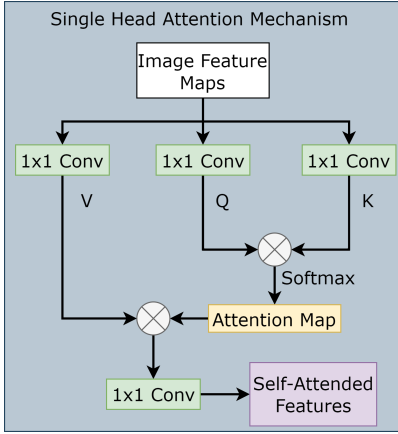 Single Head Attention Mechanism
Image Feature
Maps
1x1 Conv
1x1 Conv
1x1 Conv
V
Q
K
Softmax
Attention Map
1x1 Conv
Self-Attended
Features